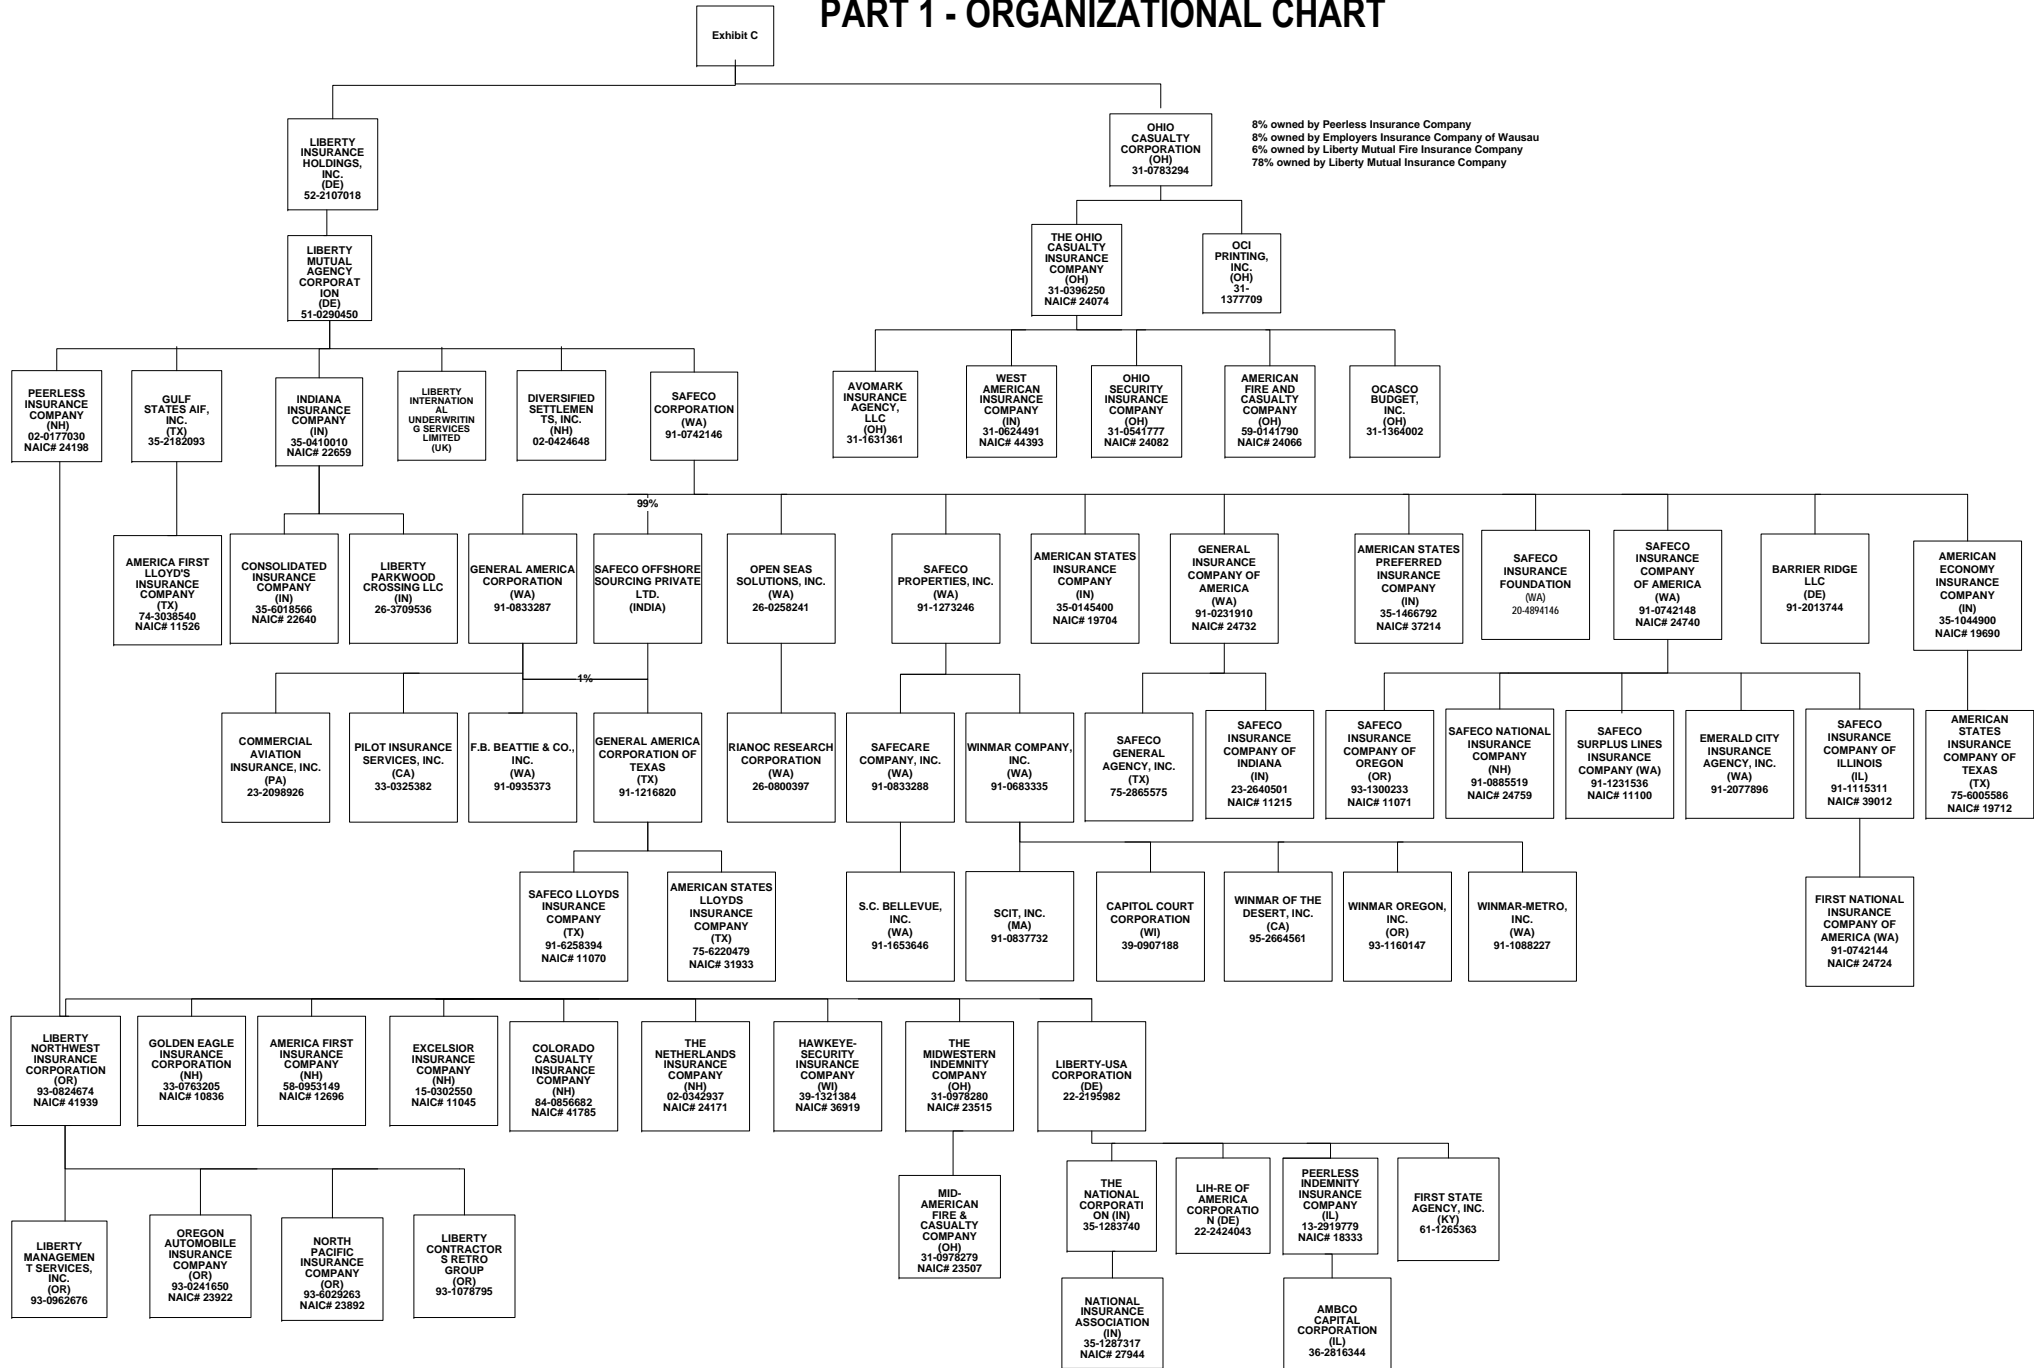 PART 1 - ORGANIZATIONAL CHART
Exhibit C
LIBERTY
INSURANCE
HOLDINGS,
INC.
(DE)
52-2107018
OHIO
CASUALTY
CORPORATION
(OH)
31-0783294
8% owned by Peerless Insurance Company
8% owned by Employers Insurance Company of Wausau
6% owned by Liberty Mutual Fire Insurance Company
78% owned by Liberty Mutual Insurance Company
LIBERTY
MUTUAL
AGENCY
CORPORAT
ION
(DE)
51-0290450
THE OHIO
CASUALTY
INSURANCE
COMPANY
(OH)
31-0396250
NAIC# 24074
OCI
PRINTING,
INC.
(OH)
31-
1377709
PEERLESS
INSURANCE
COMPANY
(NH)
02-0177030
NAIC# 24198
GULF
STATES AIF,
INC.
(TX)
35-2182093
INDIANA
INSURANCE
COMPANY
(IN)
35-0410010
NAIC# 22659
LIBERTY
INTERNATION
AL
UNDERWRITIN
G SERVICES
LIMITED
(UK)
DIVERSIFIED
SETTLEMEN
TS, INC.
(NH)
02-0424648
SAFECO
CORPORATION
(WA)
91-0742146
AVOMARK
INSURANCE
AGENCY,
LLC
(OH)
31-1631361
WEST
AMERICAN
INSURANCE
COMPANY
(IN)
31-0624491
NAIC# 44393
OHIO
SECURITY
INSURANCE
COMPANY
(OH)
31-0541777
NAIC# 24082
AMERICAN
FIRE AND
CASUALTY
COMPANY
(OH)
59-0141790
NAIC# 24066
OCASCO
BUDGET,
INC.
(OH)
31-1364002
99%
AMERICA FIRST
LLOYD'S
INSURANCE
COMPANY
(TX)
74-3038540
NAIC# 11526
CONSOLIDATED
INSURANCE
COMPANY
(IN)
35-6018566
NAIC# 22640
LIBERTY
PARKWOOD
CROSSING LLC
(IN)
26-3709536
GENERAL AMERICA
CORPORATION
(WA)
91-0833287
SAFECO OFFSHORE
SOURCING PRIVATE
LTD.
(INDIA)
OPEN SEAS
SOLUTIONS, INC.
(WA)
26-0258241
SAFECO
PROPERTIES, INC.
(WA)
91-1273246
AMERICAN STATES
INSURANCE
COMPANY
(IN)
35-0145400
NAIC# 19704
GENERAL
INSURANCE
COMPANY OF
AMERICA
(WA)
91-0231910
NAIC# 24732
AMERICAN STATES
PREFERRED
INSURANCE
COMPANY
(IN)
35-1466792
NAIC# 37214
SAFECO
INSURANCE
FOUNDATION
(WA)
20-4894146
SAFECO
INSURANCE
COMPANY
OF AMERICA
(WA)
91-0742148
NAIC# 24740
BARRIER RIDGE
LLC
(DE)
91-2013744
AMERICAN
ECONOMY
INSURANCE
COMPANY
(IN)
35-1044900
NAIC# 19690
1%
COMMERCIAL
AVIATION
INSURANCE, INC.
(PA)
23-2098926
PILOT INSURANCE
SERVICES, INC.
(CA)
33-0325382
F.B. BEATTIE & CO.,
INC.
(WA)
91-0935373
GENERAL AMERICA
CORPORATION OF
TEXAS
(TX)
91-1216820
RIANOC RESEARCH
CORPORATION
(WA)
26-0800397
SAFECARE
COMPANY, INC.
(WA)
91-0833288
WINMAR COMPANY,
INC.
(WA)
91-0683335
SAFECO
GENERAL
AGENCY, INC.
(TX)
75-2865575
SAFECO
INSURANCE
COMPANY OF
INDIANA
(IN)
23-2640501
NAIC# 11215
SAFECO
INSURANCE
COMPANY OF
OREGON
(OR)
93-1300233
NAIC# 11071
SAFECO NATIONAL
INSURANCE
COMPANY
(NH)
91-0885519
NAIC# 24759
SAFECO
SURPLUS LINES
INSURANCE
COMPANY (WA)
91-1231536
NAIC# 11100
EMERALD CITY
INSURANCE
AGENCY, INC.
(WA)
91-2077896
SAFECO
INSURANCE
COMPANY OF
ILLINOIS
(IL)
91-1115311
NAIC# 39012
AMERICAN
STATES
INSURANCE
COMPANY OF
TEXAS
(TX)
75-6005586
NAIC# 19712
SAFECO LLOYDS
INSURANCE
COMPANY
(TX)
91-6258394
NAIC# 11070
AMERICAN STATES
LLOYDS
INSURANCE
COMPANY
(TX)
75-6220479
NAIC# 31933
S.C. BELLEVUE,
INC.
(WA)
91-1653646
SCIT, INC.
(MA)
91-0837732
CAPITOL COURT
CORPORATION
(WI)
39-0907188
WINMAR OF THE
DESERT, INC.
(CA)
95-2664561
WINMAR OREGON,
INC.
(OR)
93-1160147
WINMAR-METRO,
INC.
(WA)
91-1088227
FIRST NATIONAL
INSURANCE
COMPANY OF
AMERICA (WA)
91-0742144
NAIC# 24724
LIBERTY
NORTHWEST
INSURANCE
CORPORATION
(OR)
93-0824674
NAIC# 41939
GOLDEN EAGLE
INSURANCE
CORPORATION
(NH)
33-0763205
NAIC# 10836
AMERICA FIRST
INSURANCE
COMPANY
(NH)
58-0953149
NAIC# 12696
EXCELSIOR
INSURANCE
COMPANY
(NH)
15-0302550
NAIC# 11045
COLORADO
CASUALTY
INSURANCE
COMPANY
(NH)
84-0856682
NAIC# 41785
THE
NETHERLANDS
INSURANCE
COMPANY
(NH)
02-0342937
NAIC# 24171
HAWKEYE-
SECURITY
INSURANCE
COMPANY
(WI)
39-1321384
NAIC# 36919
THE
MIDWESTERN
INDEMNITY
COMPANY
(OH)
31-0978280
NAIC# 23515
LIBERTY-USA
CORPORATION
(DE)
22-2195982
LIBERTY
MANAGEMEN
T SERVICES,
INC.
(OR)
93-0962676
OREGON
AUTOMOBILE
INSURANCE
COMPANY
(OR)
93-0241650
NAIC# 23922
NORTH
PACIFIC
INSURANCE
COMPANY
(OR)
93-6029263
NAIC# 23892
LIBERTY
CONTRACTOR
S RETRO
GROUP
(OR)
93-1078795
MID-
AMERICAN
FIRE &
CASUALTY
COMPANY
(OH)
31-0978279
NAIC# 23507
THE
NATIONAL
CORPORATI
ON (IN)
35-1283740
LIH-RE OF
AMERICA
CORPORATIO
N (DE)
22-2424043
PEERLESS
INDEMNITY
INSURANCE
COMPANY
(IL)
13-2919779
NAIC# 18333
FIRST STATE
AGENCY, INC.
(KY)
61-1265363
NATIONAL
INSURANCE
ASSOCIATION
(IN)
35-1287317
NAIC# 27944
AMBCO
CAPITAL
CORPORATION
(IL)
36-2816344